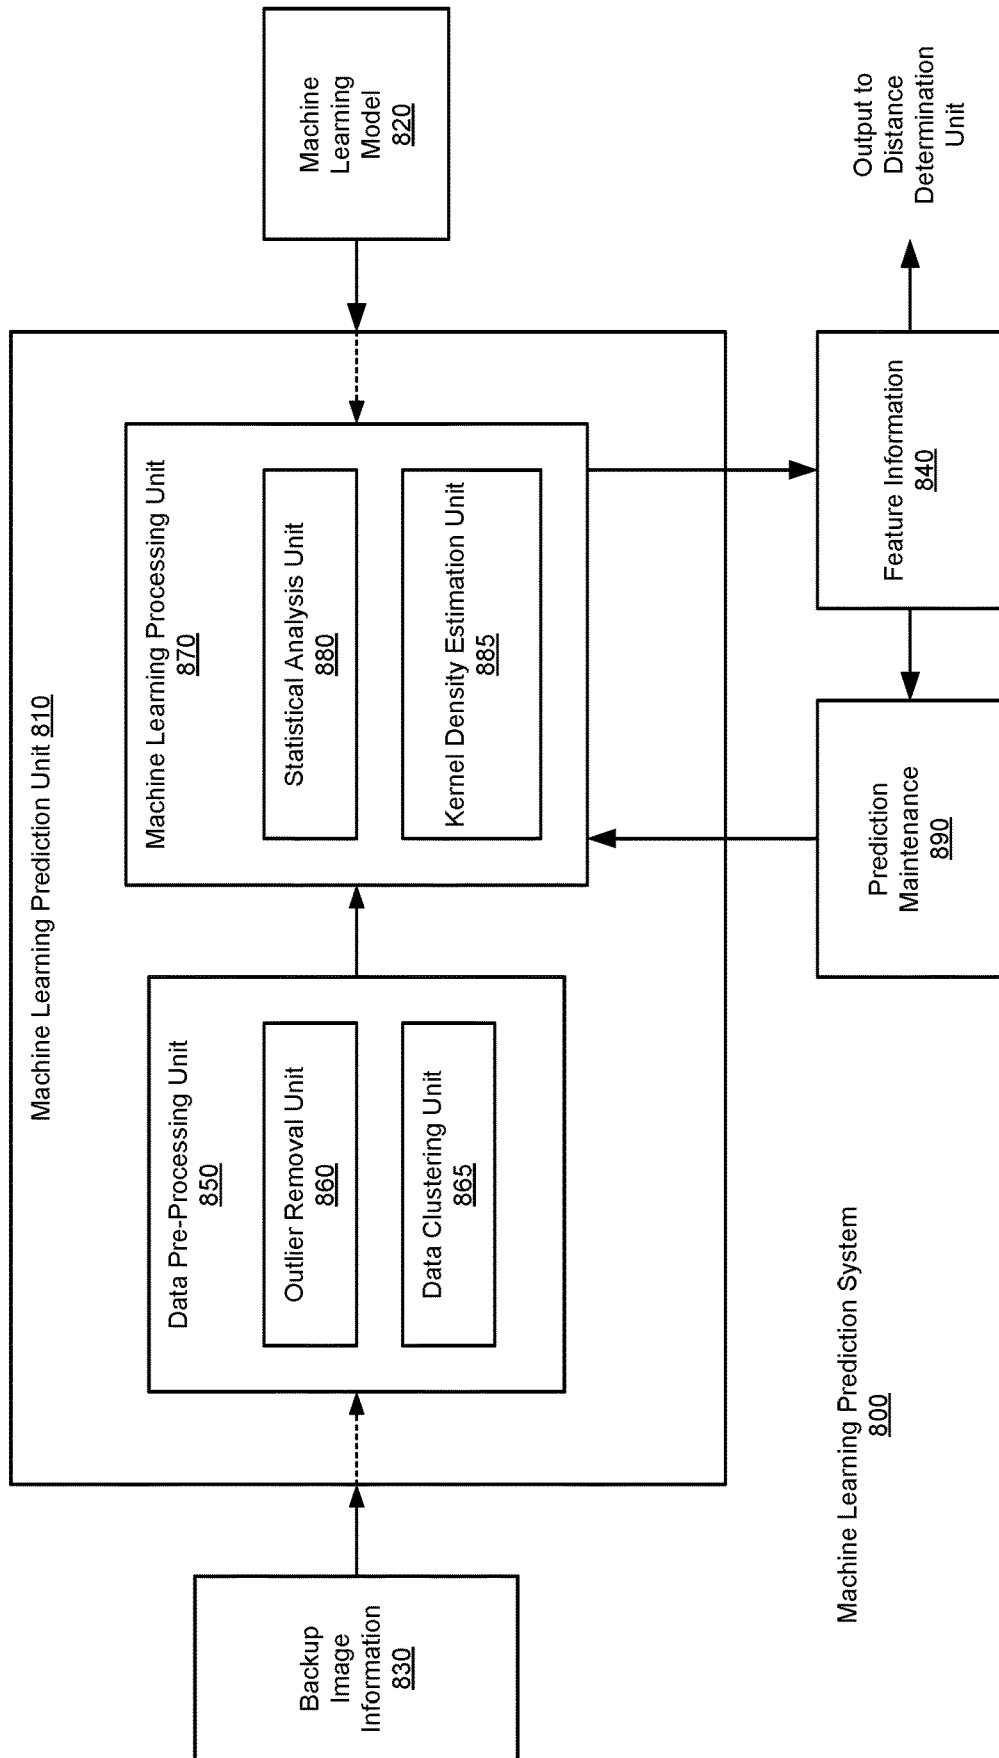 Machine Learning Prediction Unit 810
Backup
Image
Information
830
Data Pre-Processing Unit
850
Outlier Removal Unit
860
Data Clustering Unit
865
Machine Learning Processing Unit
870
Statistical Analysis Unit
880
Kernel Density Estimation Unit
885
Machine
Learning
Model
820
Machine Learning Prediction System
800
Prediction
Maintenance
890
Feature Information
840
Output to
Distance
Determination
Unit